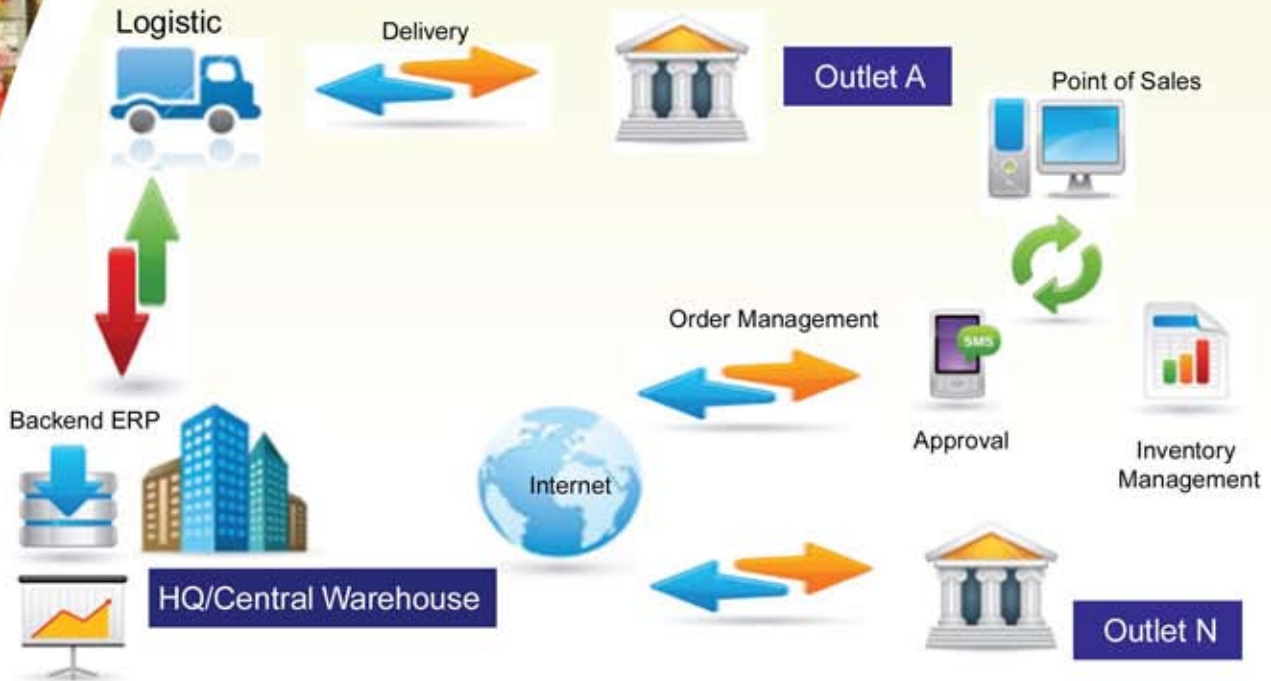 Logistic
Delivery
Outlet A
Point of Sales
Order Management
SMS
Approval
Inventory
Management
Backend ERP
Internet
HQ/Central Warehouse
Outlet N